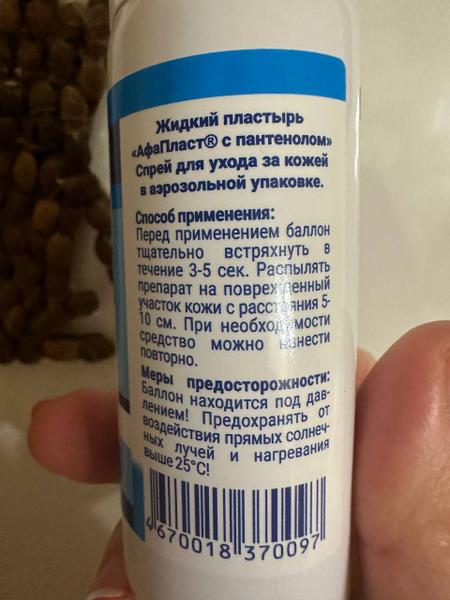 Жидкий пластырь
«АфаПласт® с пантенолом»
Спрей для ухода за кожей
в аэрозольной упаковке.
Способ применения:
Перед применением баллон
тщательно встряхнуть в
течение 3-5 сек. Распылять
препарат на поврежденный
участок кожи с расстояния 5-
10 см. При необходимости
средство можно нанести
повторно.
Меры предосторожности:
Баллон находится под дав-
лением! Предохранять от
воздействия прямых солнеч-
ных лучей и нагревания
выше 25°С!
4 670018 370097